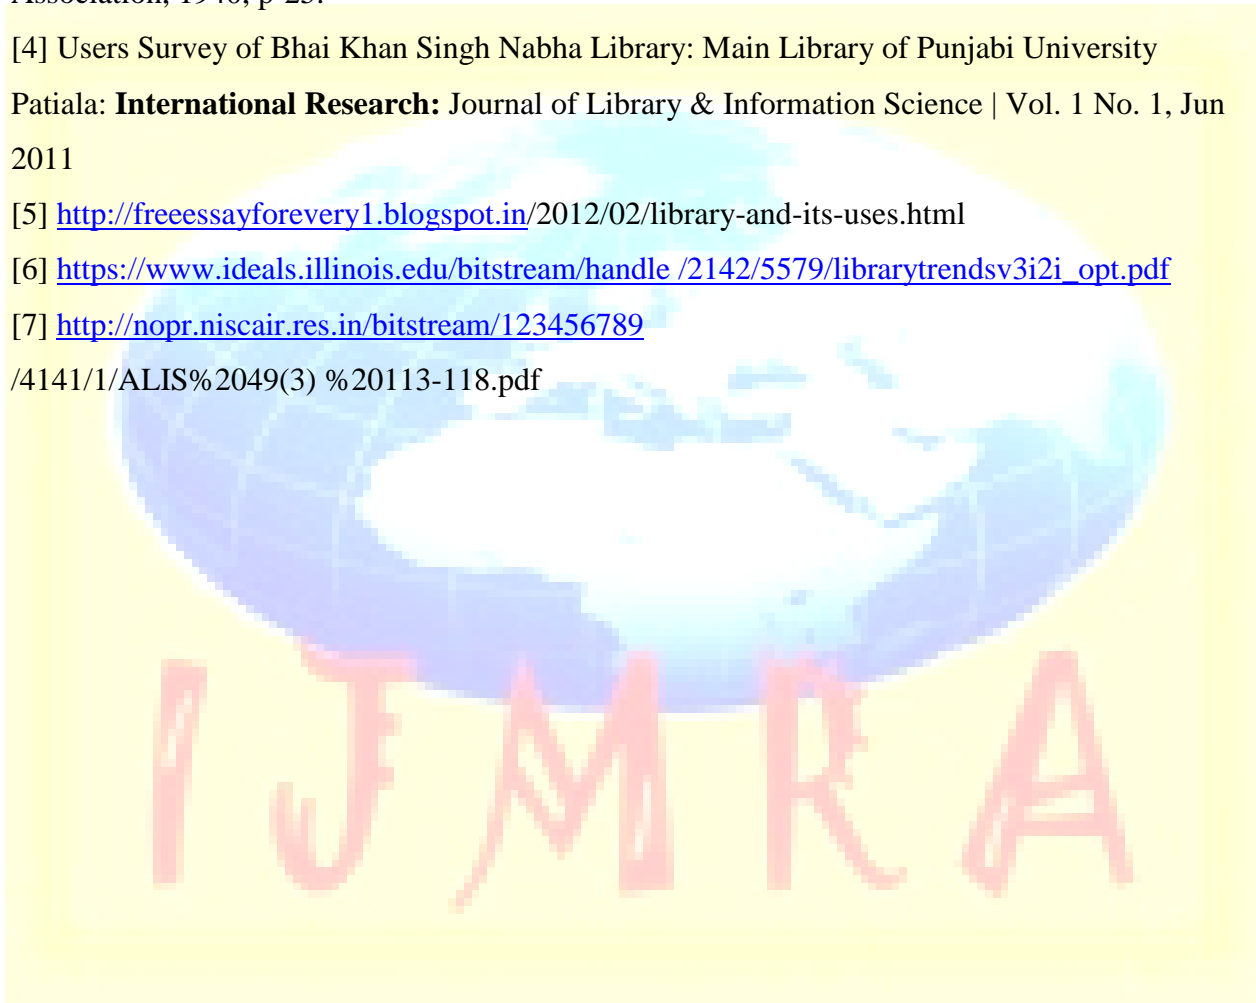 Association, 1940, p-25.
[4] Users Survey of Bhai Khan Singh Nabha Library: Main Library of Punjabi University
Patiala: International Research: Journal of Library & Information Science | Vol. 1 No. 1, Jun
2011
[5] http://freeessayforevery1.blogspot.in/2012/02/library-and-its-uses.html
[6] https://www.ideals.illinois.edu/bitstream/handle /2142/5579/librarytrendsv3i2i_opt.pdf
[7] http://nopr.niscair.res.in/bitstream/123456789
/4141/1/ALIS%2049(3) %20113-118.pdf
IJMRA